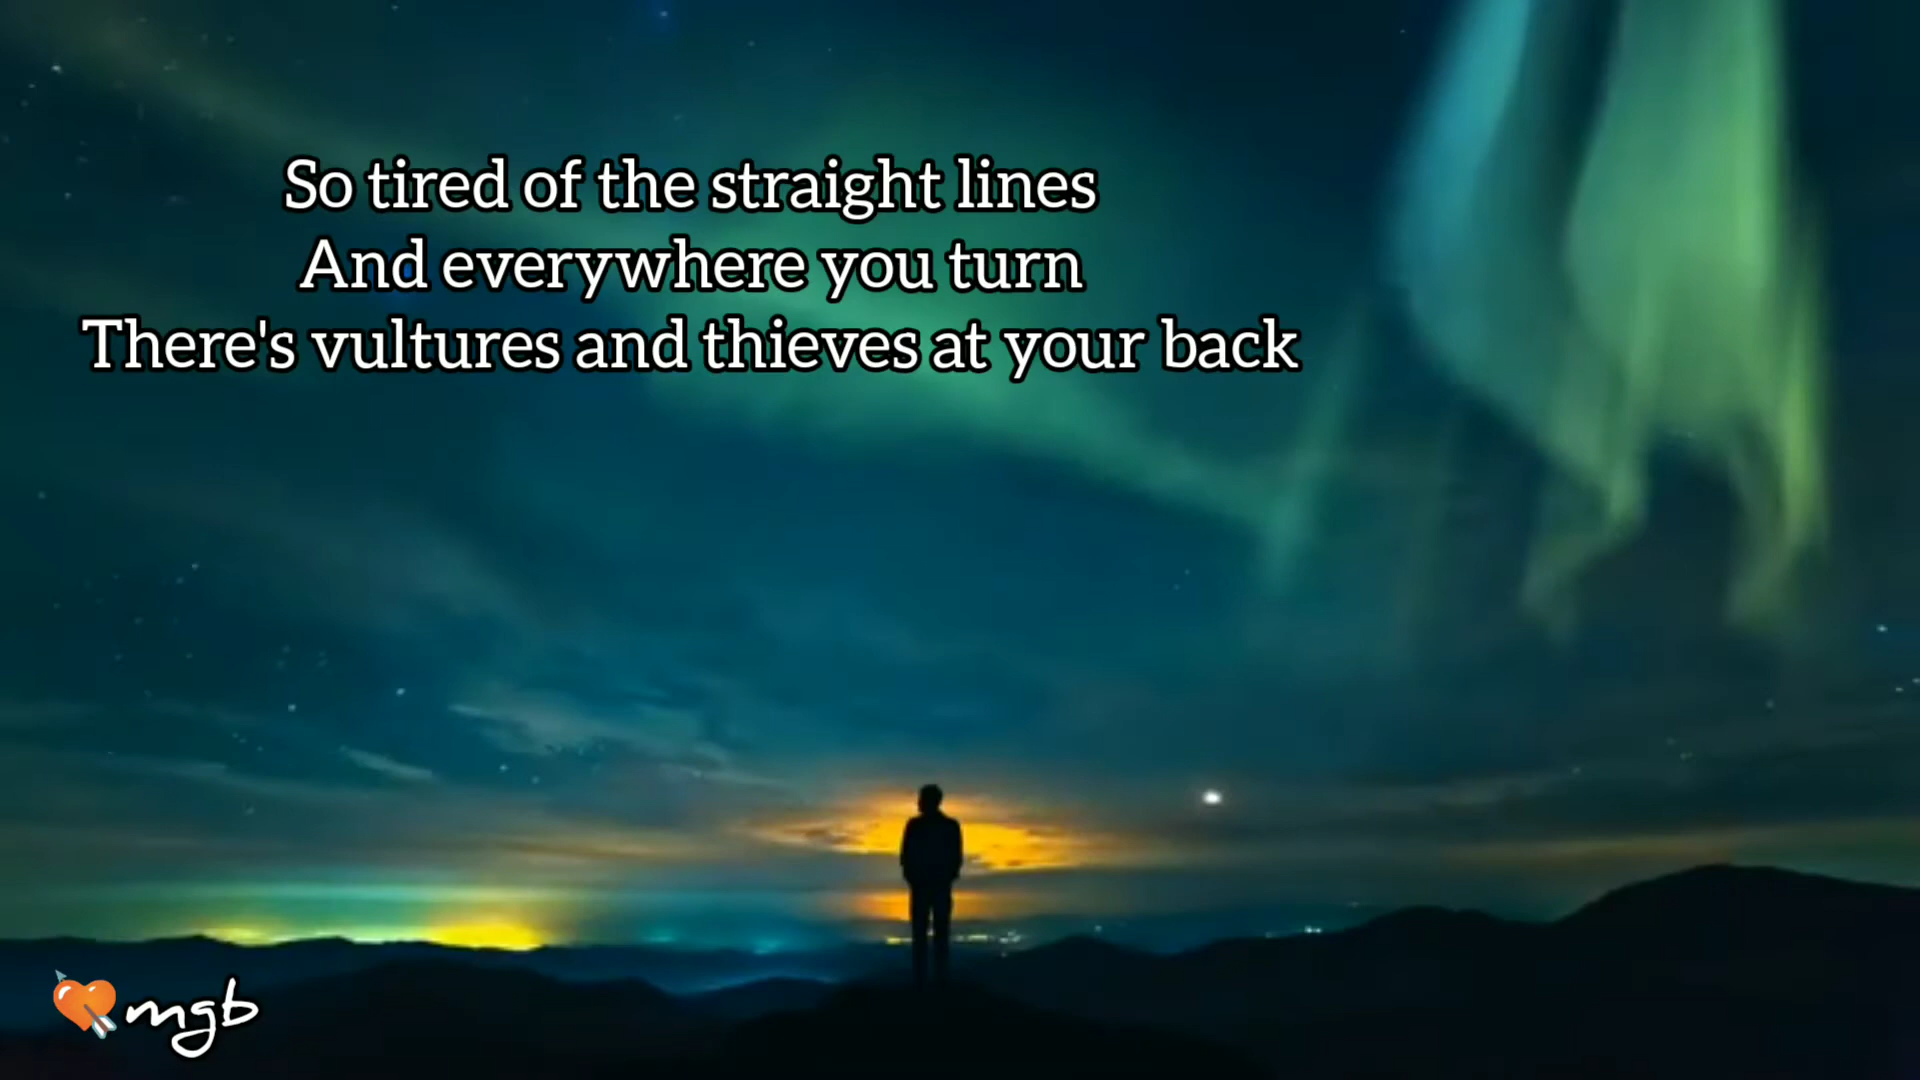 So tired of the straight lines
And everywhere you turn
There's vultures and thieves at your back
mgb